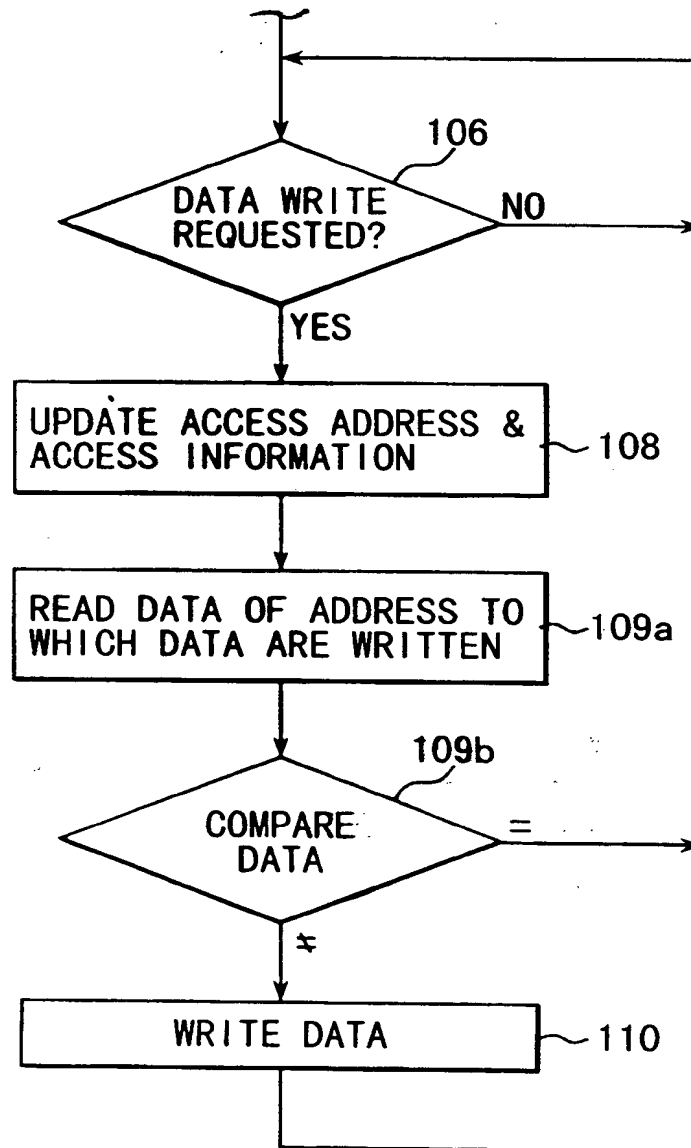 106
DATA WRITE
REQUESTED?
NO
YES
UPDATE ACCESS ADDRESS &
ACCESS INFORMATION
108
READ DATA OF ADDRESS TO
WHICH DATA ARE WRITTEN
109a
109b
COMPARE
DATA
=
≠
WRITE DATA
110